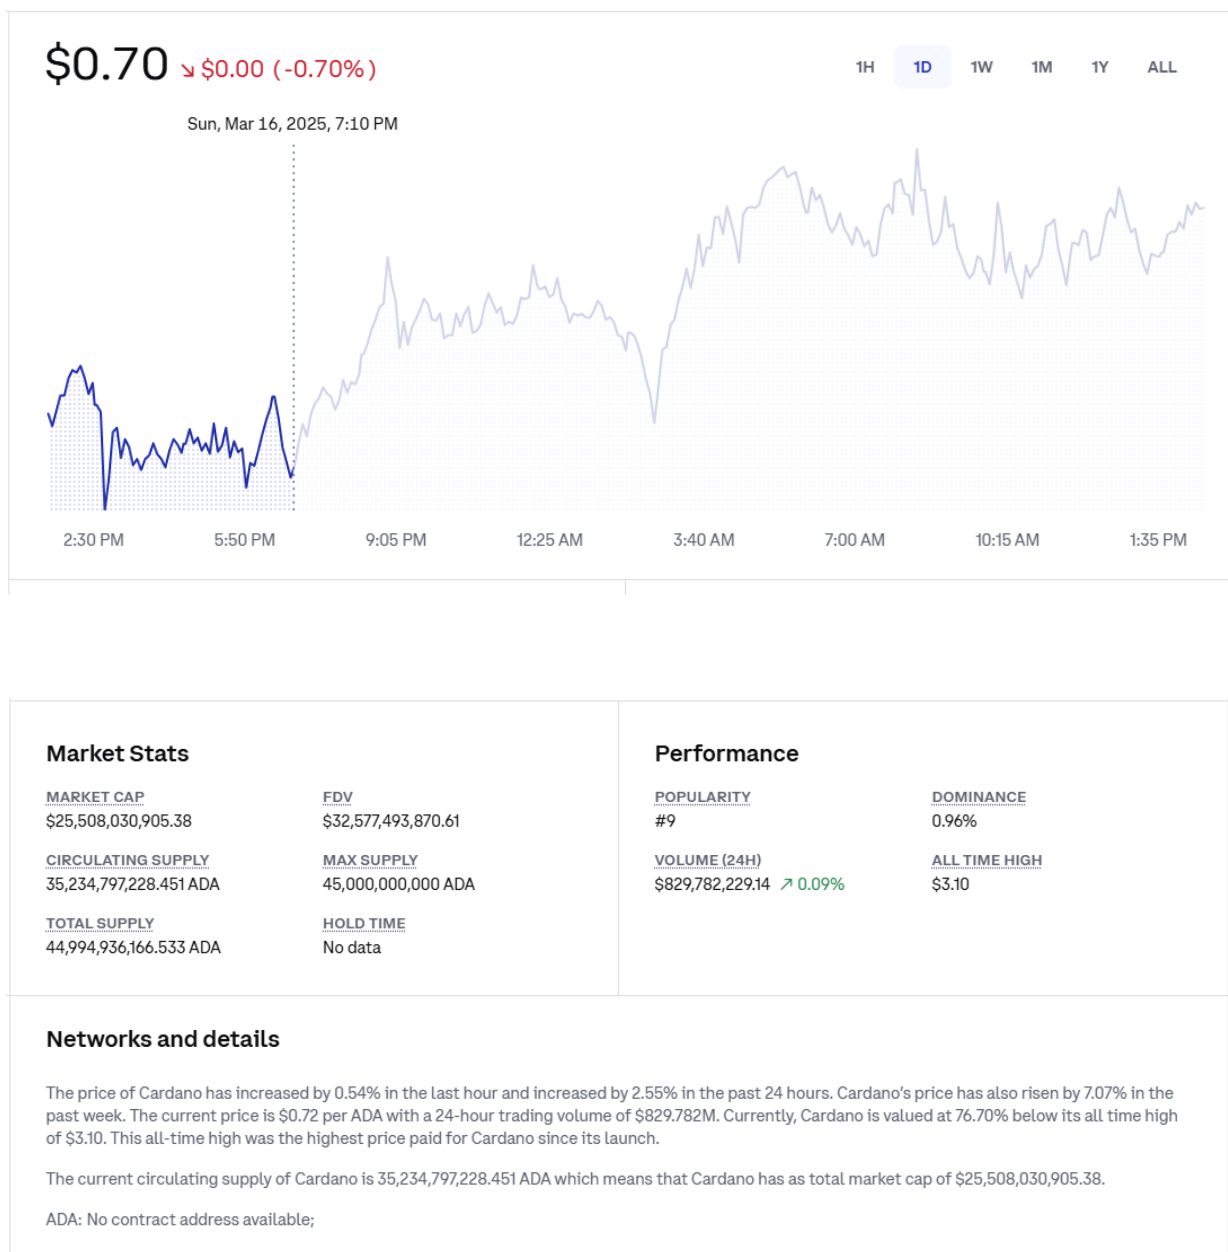 $0.70 ↘ $0.00 (-0.70%)
1H 1D 1W 1M 1Y ALL
Sun, Mar 16, 2025, 7:10 PM
2:30 PM 5:50 PM 9:05 PM 12:25 AM 3:40 AM 7:00 AM 10:15 AM 1:35 PM
Market Stats
MARKET CAP FDV
$25,508,030,905.38 $32,577,493,870.61
CIRCULATING SUPPLY MAX SUPPLY
35,234,797,228.451 ADA 45,000,000,000 ADA
TOTAL SUPPLY HOLD TIME
44,994,936,166.533 ADA No data
Performance
POPULARITY DOMINANCE
#9 0.96%
VOLUME (24H) ALL TIME HIGH
$829,782,229.14 ↗ 0.09% $3.10
Networks and details
The price of Cardano has increased by 0.54% in the last hour and increased by 2.55% in the past 24 hours. Cardano's price has also risen by 7.07% in the
past week. The current price is $0.72 per ADA with a 24-hour trading volume of $829.782M. Currently, Cardano is valued at 76.70% below its all time high
of $3.10. This all-time high was the highest price paid for Cardano since its launch.
The current circulating supply of Cardano is 35,234,797,228.451 ADA which means that Cardano has as total market cap of $25,508,030,905.38.
ADA: No contract address available;